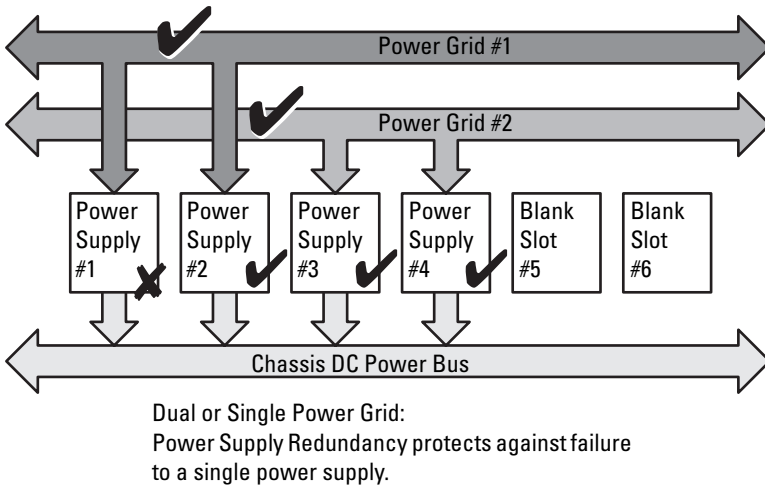 Power Grid #1
Power Grid #2
Power
Supply
#1
Power
Supply
#2
Power
Supply
#3
Power
Supply
#4
Blank
Slot
#5
Blank
Slot
#6
Chassis DC Power Bus
Dual or Single Power Grid:
Power Supply Redundancy protects against failure
to a single power supply.